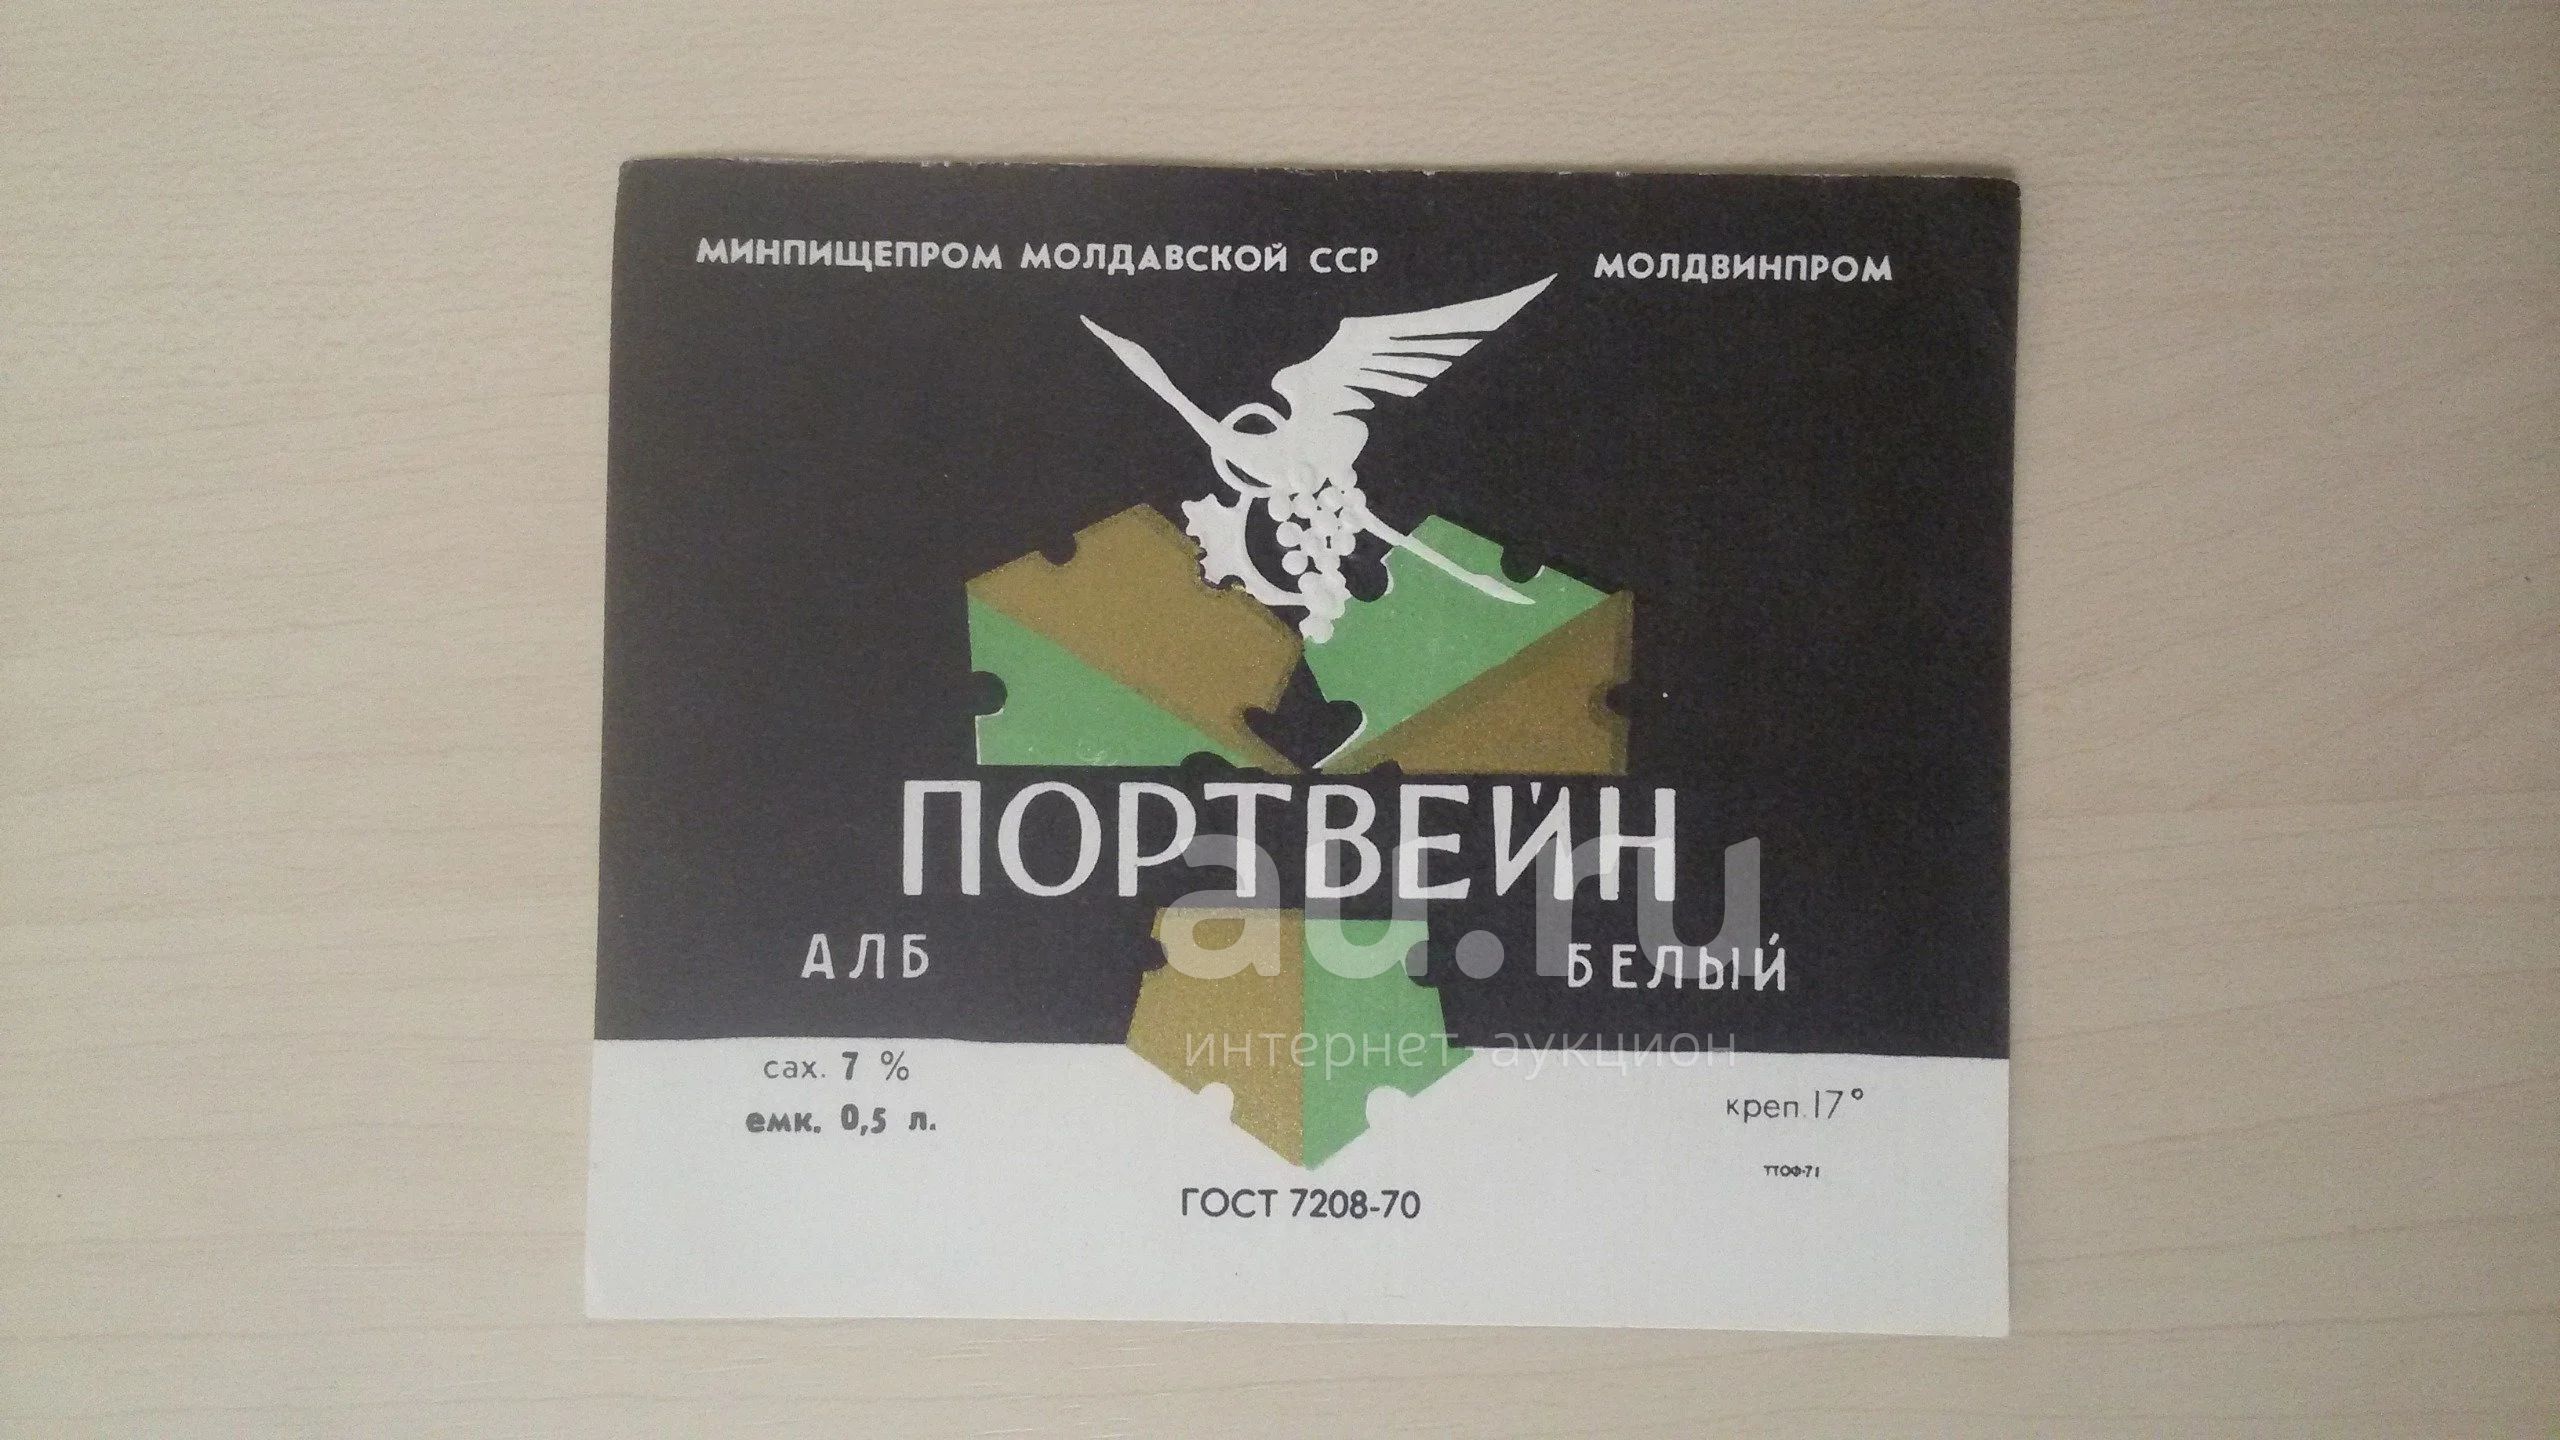 МИНПИЩЕПРОМ МОЛДАВСКОЙ ССР МОЛДВИНПРОМ
ПОРТВЕЙН
au.ru
АЛБ БЕЛЫЙ
интернет-аукцион
сах. 7 %
емк. 0,5 л.
креп. 17°
ТПОФ-71
ГОСТ 7208-70